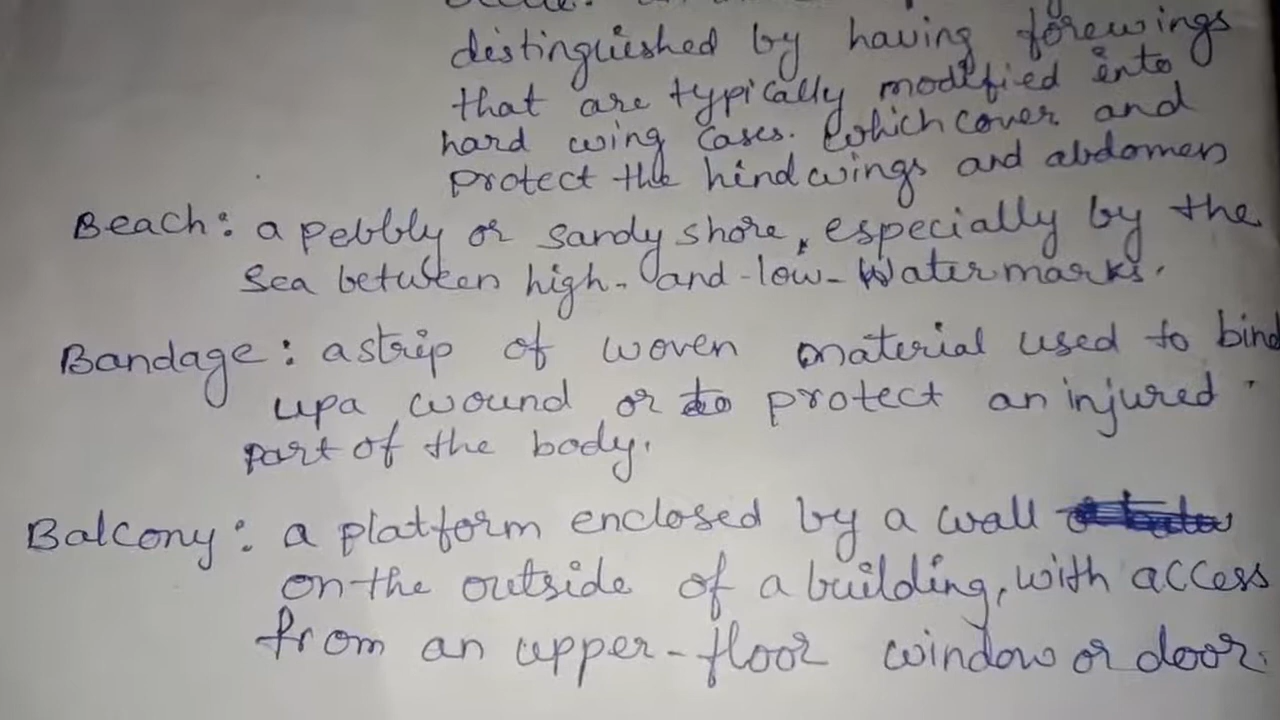 distinguished by having forewings
that are typically modified into
hard wing cases. Which cover and
protect the hind wings and abdomen
Beach: a pebbly or sandy shore, especially by the
Sea between high-and-low-Watermarks.
Bandage: a strip of woven material used to bind
up a wound or to protect an injured
part of the body.
Balcony: a platform enclosed by a wall
on the outside of a building, with access
from an upper-floor window or door.